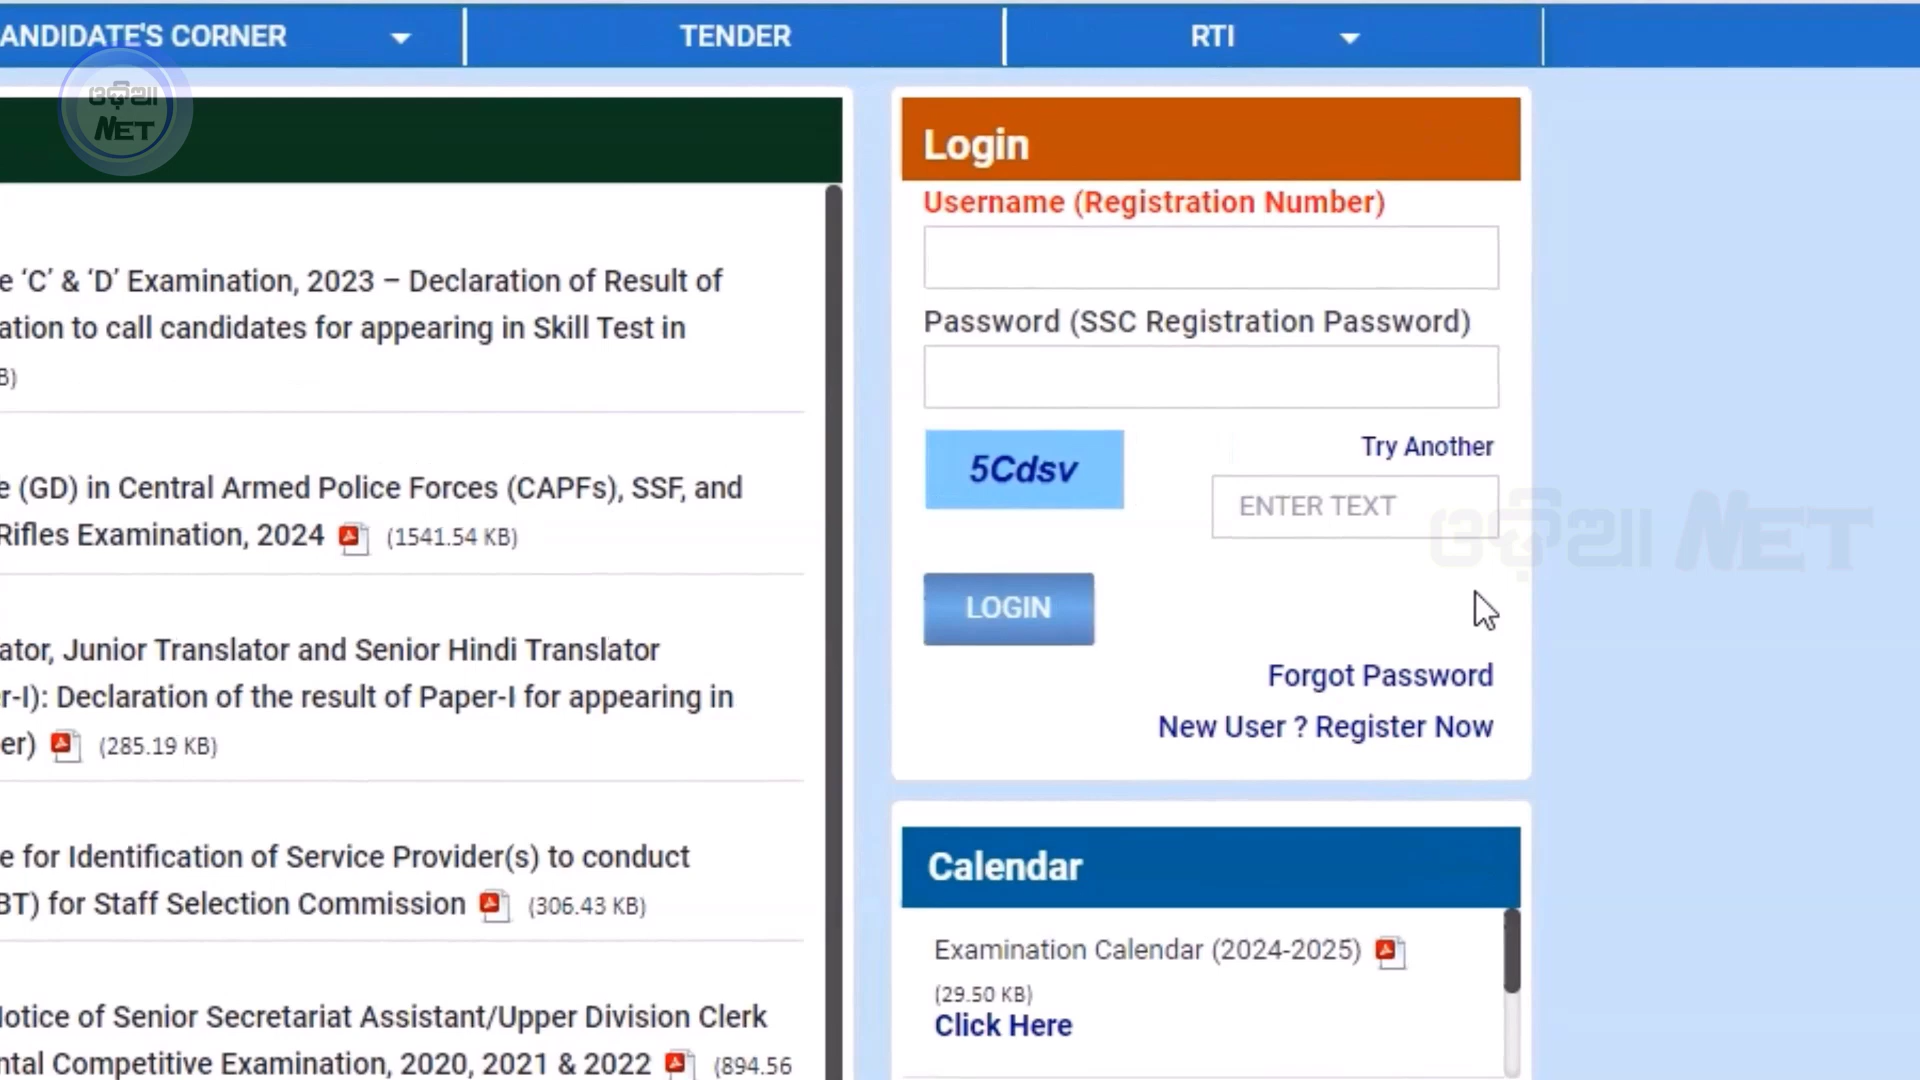 ANDIDATE'S CORNER
TENDER
RTI
ଓଡ଼ିଆ
NET
e ‘C’ & ‘D’ Examination, 2023 – Declaration of Result of
ation to call candidates for appearing in Skill Test in
B)
e (GD) in Central Armed Police Forces (CAPFs), SSF, and
Rifles Examination, 2024 (1541.54 KB)
ator, Junior Translator and Senior Hindi Translator
r-I): Declaration of the result of Paper-I for appearing in
er) (285.19 KB)
e for Identification of Service Provider(s) to conduct
BT) for Staff Selection Commission (306.43 KB)
Notice of Senior Secretariat Assistant/Upper Division Clerk
ntal Competitive Examination, 2020, 2021 & 2022 (894.56
Login
Username (Registration Number)
Password (SSC Registration Password)
5Cdsv
Try Another
ENTER TEXT
ଓଡ଼ିଆ NET
LOGIN
Forgot Password
New User ? Register Now
Calendar
Examination Calendar (2024-2025)
(29.50 KB)
Click Here